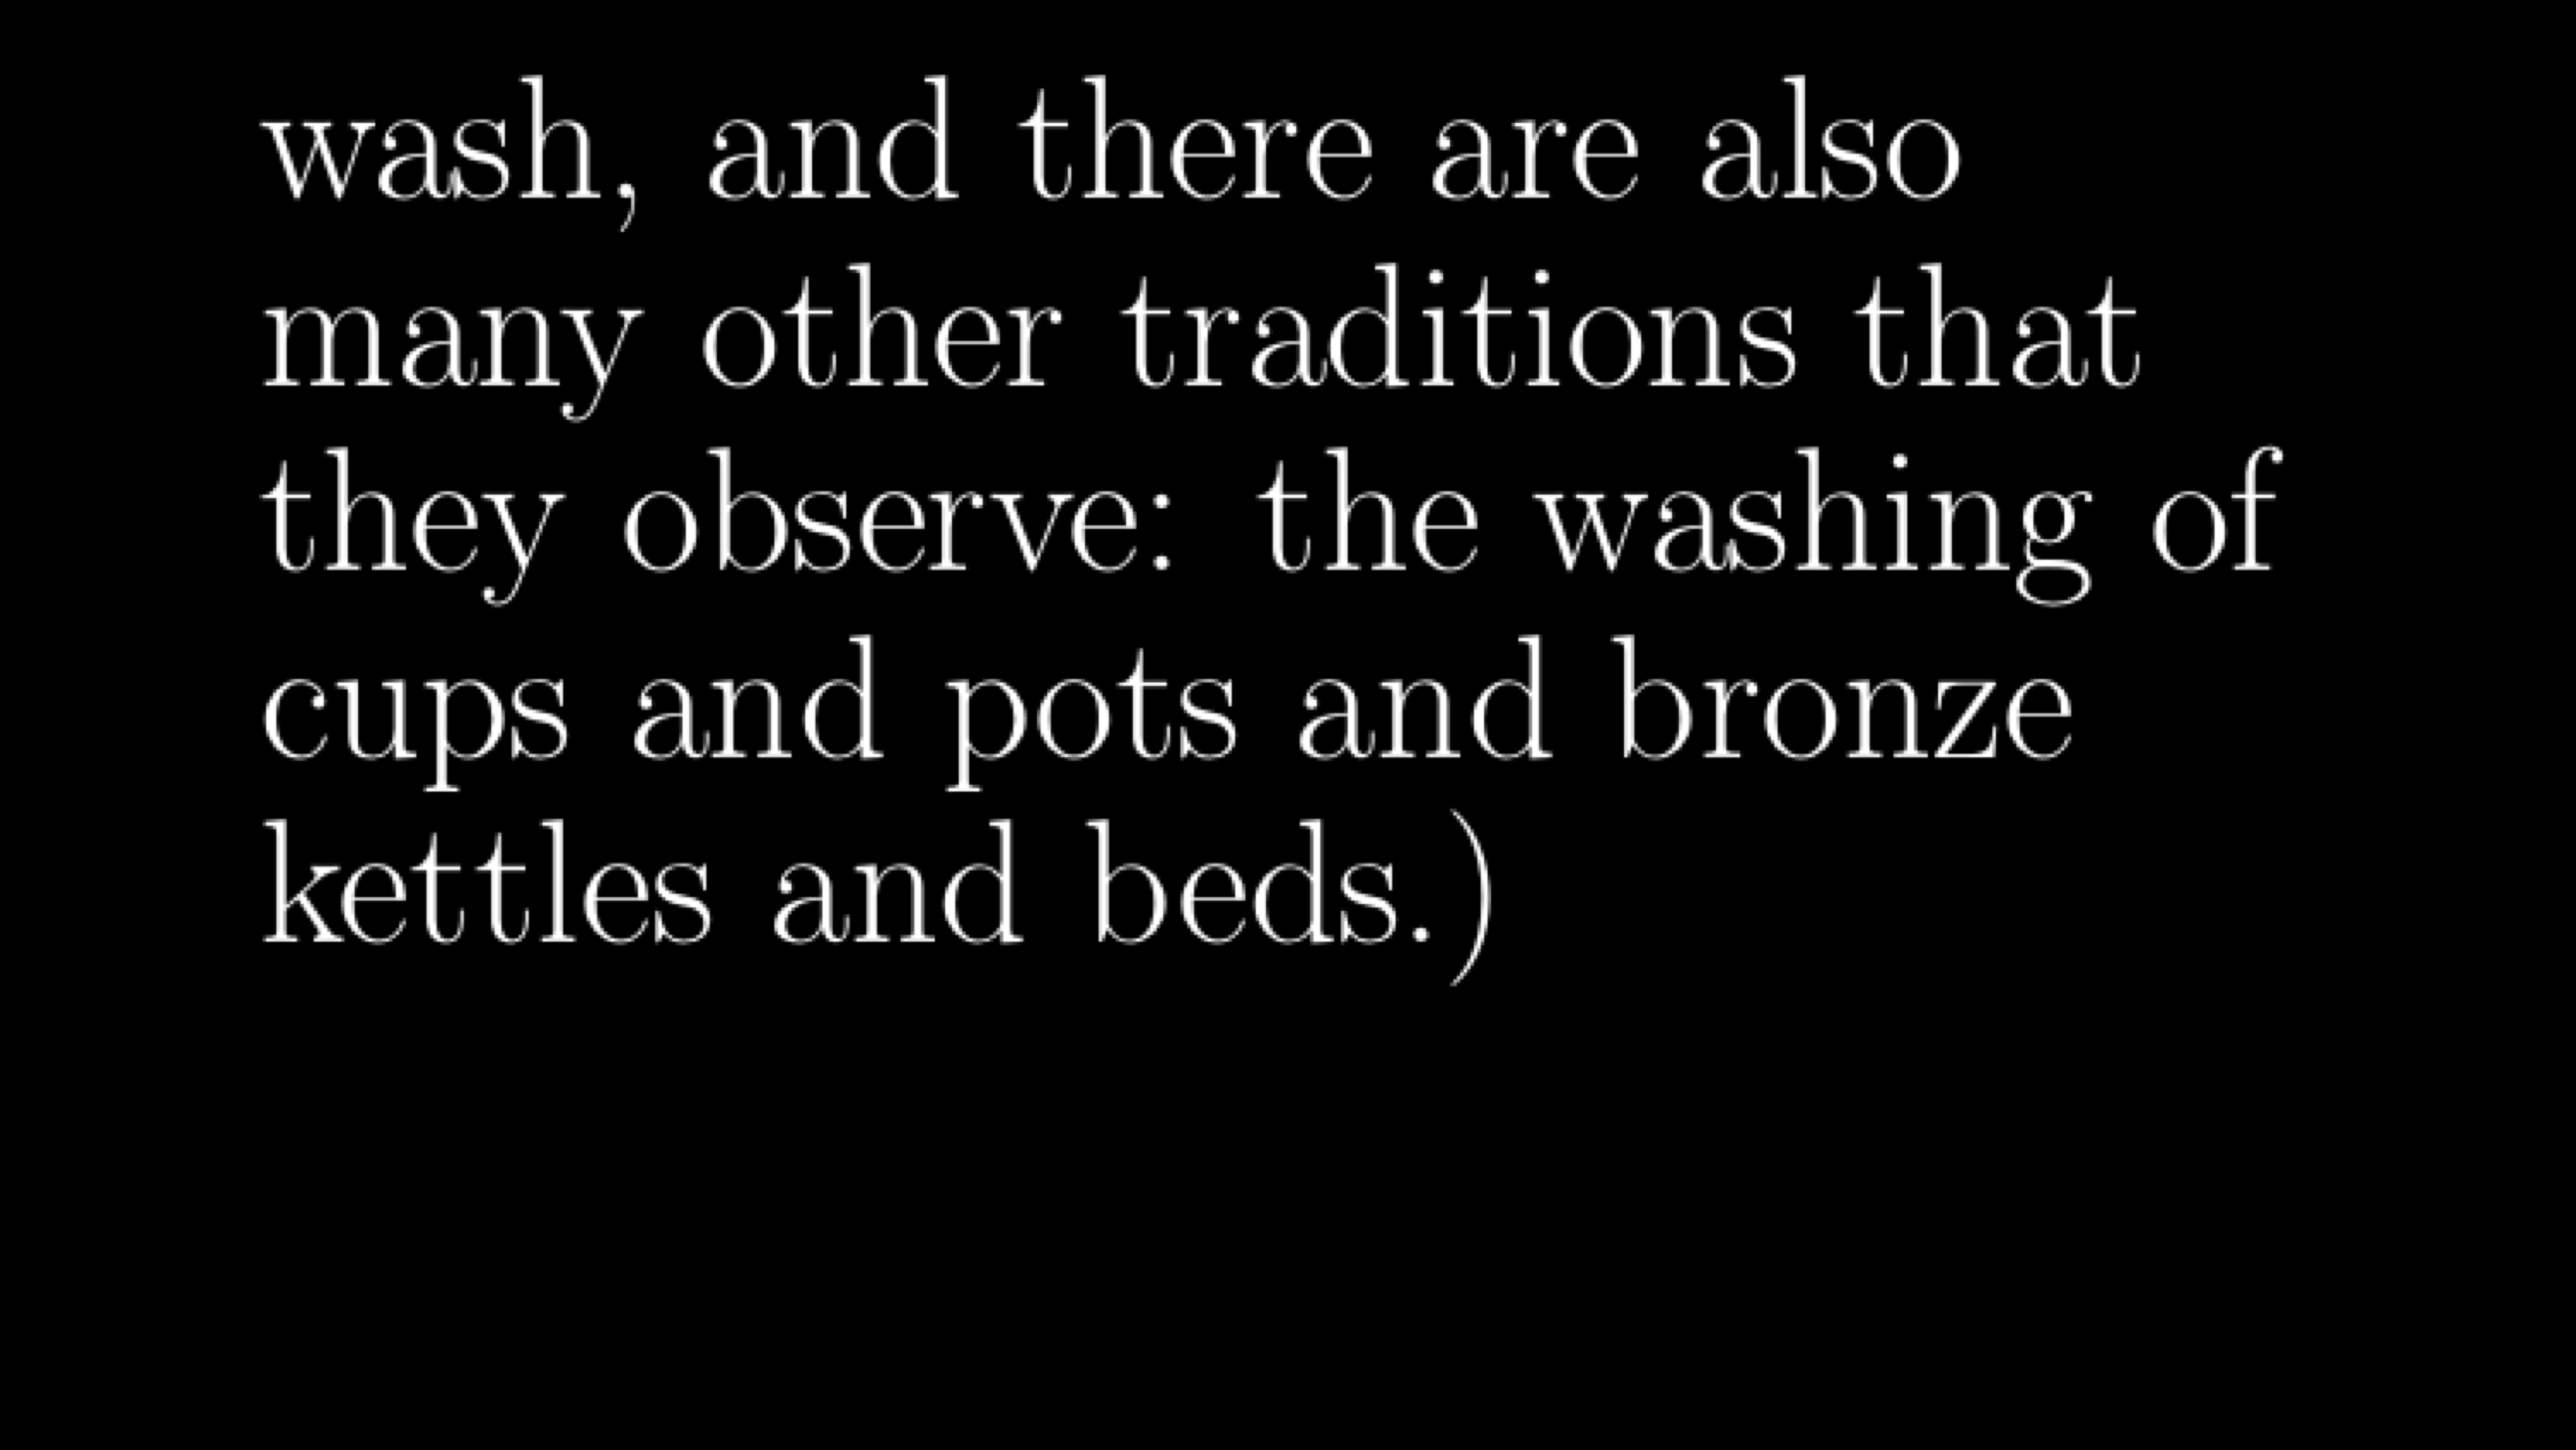 wash, and there are also
many other traditions that
they observe: the washing of
cups and pots and bronze
kettles and beds.)